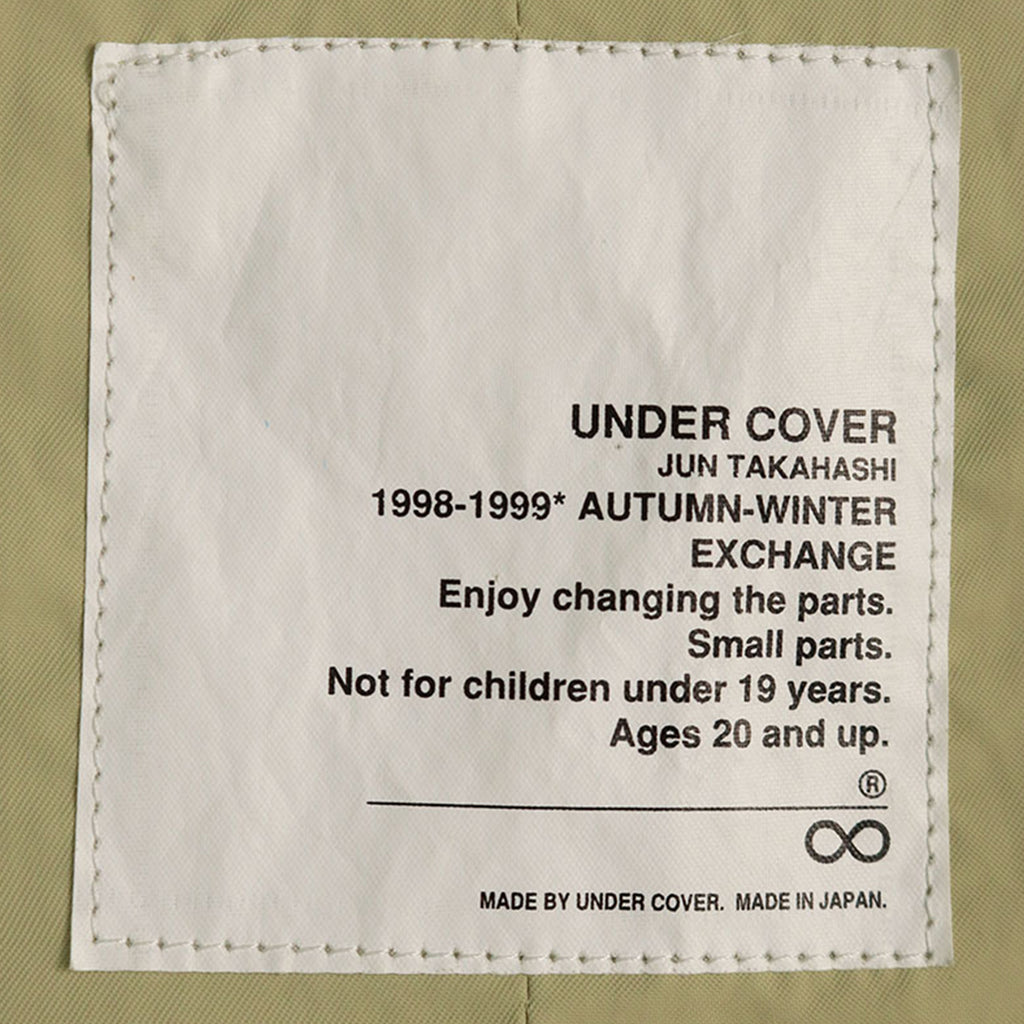 UNDER COVER
JUN TAKAHASHI
1998-1999* AUTUMN-WINTER
EXCHANGE
Enjoy changing the parts.
Small parts.
Not for children under 19 years.
Ages 20 and up.
®
∞
MADE BY UNDER COVER. MADE IN JAPAN.